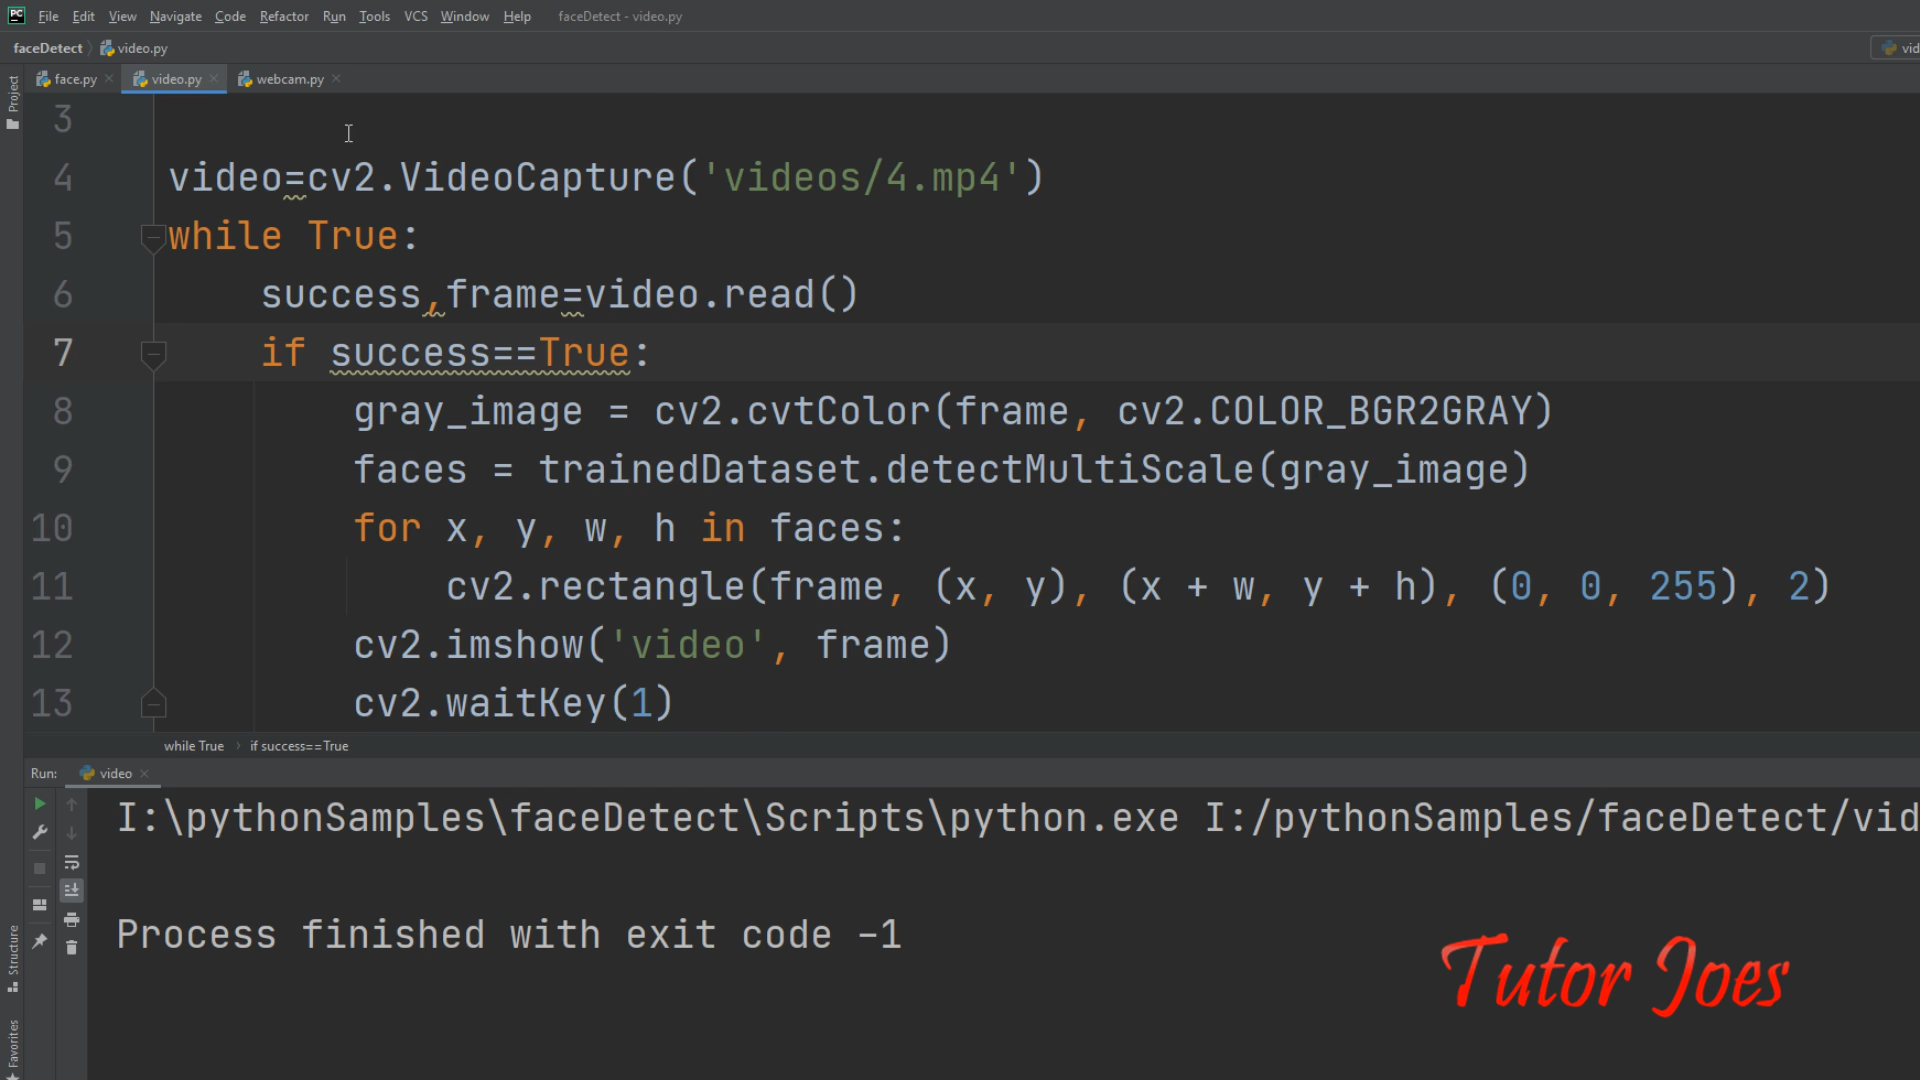 PC File Edit View Navigate Code Refactor Run Tools VCS Window Help faceDetect - video.py
faceDetect video.py vid
face.py video.py webcam.py
Project
3
4 video=cv2.VideoCapture('videos/4.mp4')
5 while True:
6 success,frame=video.read()
7 if success==True:
8 gray_image = cv2.cvtColor(frame, cv2.COLOR_BGR2GRAY)
9 faces = trainedDataset.detectMultiScale(gray_image)
10 for x, y, w, h in faces:
11 cv2.rectangle(frame, (x, y), (x + w, y + h), (0, 0, 255), 2)
12 cv2.imshow('video', frame)
13 cv2.waitKey(1)
while True if success==True
Run: video
I:\pythonSamples\faceDetect\Scripts\python.exe I:/pythonSamples/faceDetect/vid
Process finished with exit code -1
Structure
Favorites
Tutor Joes